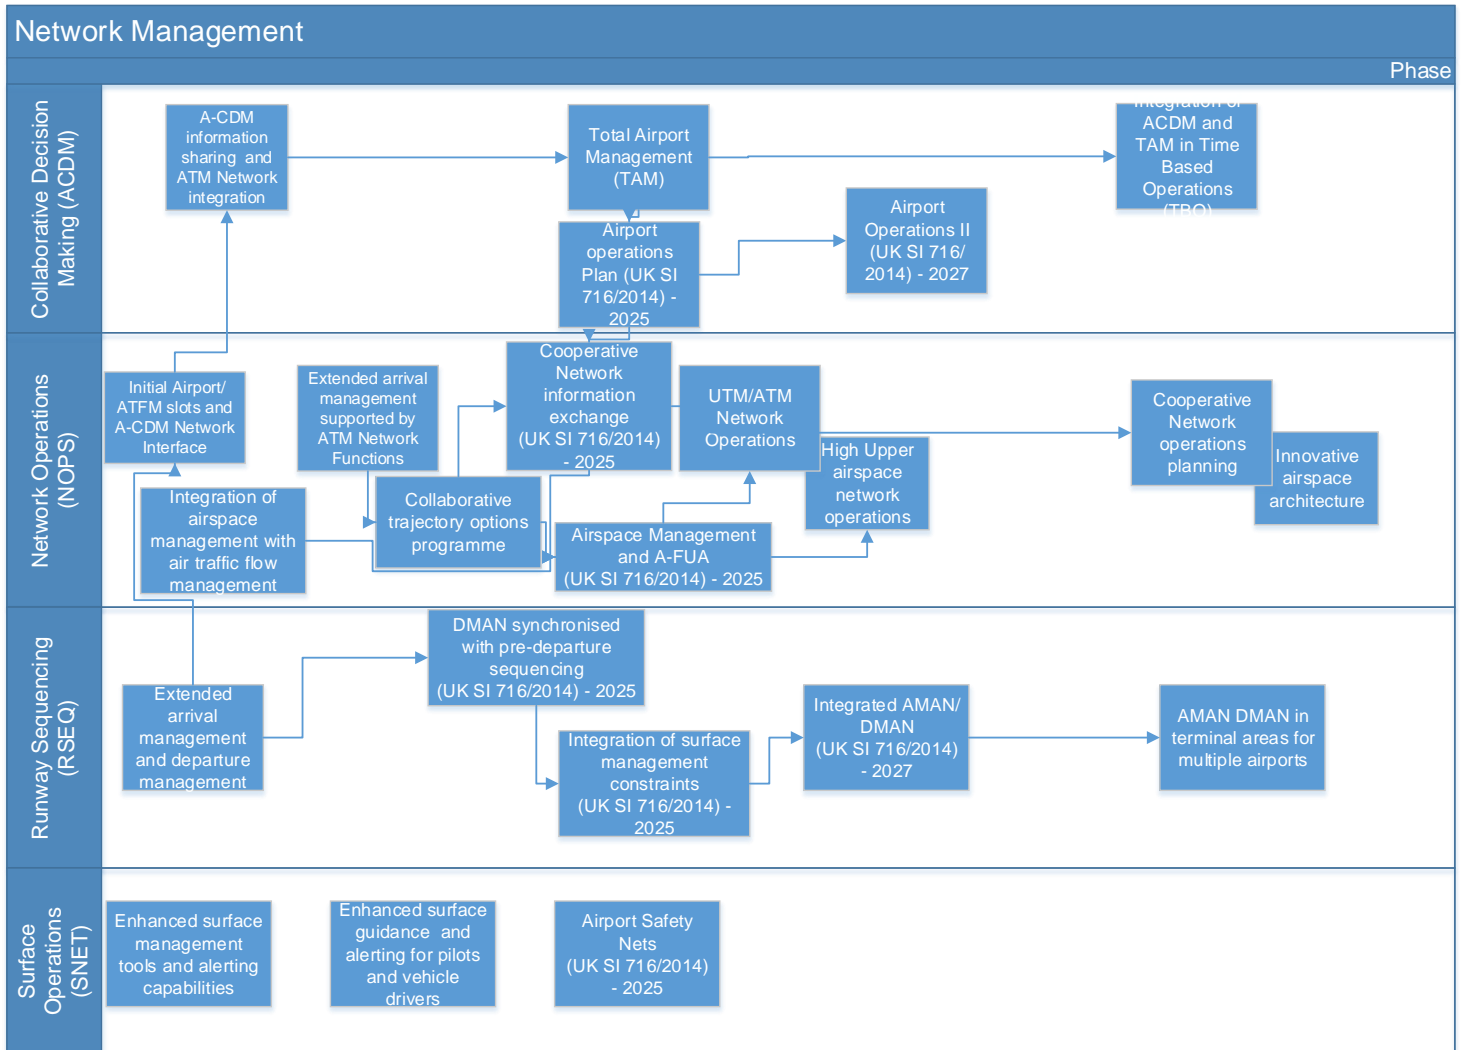 Network Management
Phase
Collaborative Decision
Making (ACDM)
A-CDM
information
sharing and
ATM Network
integration
Total Airport
Management
(TAM)
Integration of
ACDM and
TAM in Time
Based
Operations
(TBO)
Airport
operations
Plan (UK SI
716/2014) -
2025
Airport
Operations II
(UK SI 716/
2014) - 2027
Network Operations
(NOPS)
Initial Airport/
ATFM slots and
A-CDM Network
Interface
Extended arrival
management
supported by
ATM Network
Functions
Cooperative
Network
information
exchange
(UK SI 716/2014)
- 2025
UTM/ATM
Network
Operations
High Upper
airspace
network
operations
Cooperative
Network
operations
planning
Innovative
airspace
architecture
Integration of
airspace
management with
air traffic flow
management
Collaborative
trajectory options
programme
Airspace Management
and A-FUA
(UK SI 716/2014) - 2025
Runway Sequencing
(RSEQ)
Extended
arrival
management
and departure
management
DMAN synchronised
with pre-departure
sequencing
(UK SI 716/2014) - 2025
Integration of surface
management
constraints
(UK SI 716/2014) -
2025
Integrated AMAN/
DMAN
(UK SI 716/2014)
- 2027
AMAN DMAN in
terminal areas for
multiple airports
Surface
Operations
(SNET)
Enhanced surface
management
tools and alerting
capabilities
Enhanced surface
guidance and
alerting for pilots
and vehicle
drivers
Airport Safety
Nets
(UK SI 716/2014)
- 2025